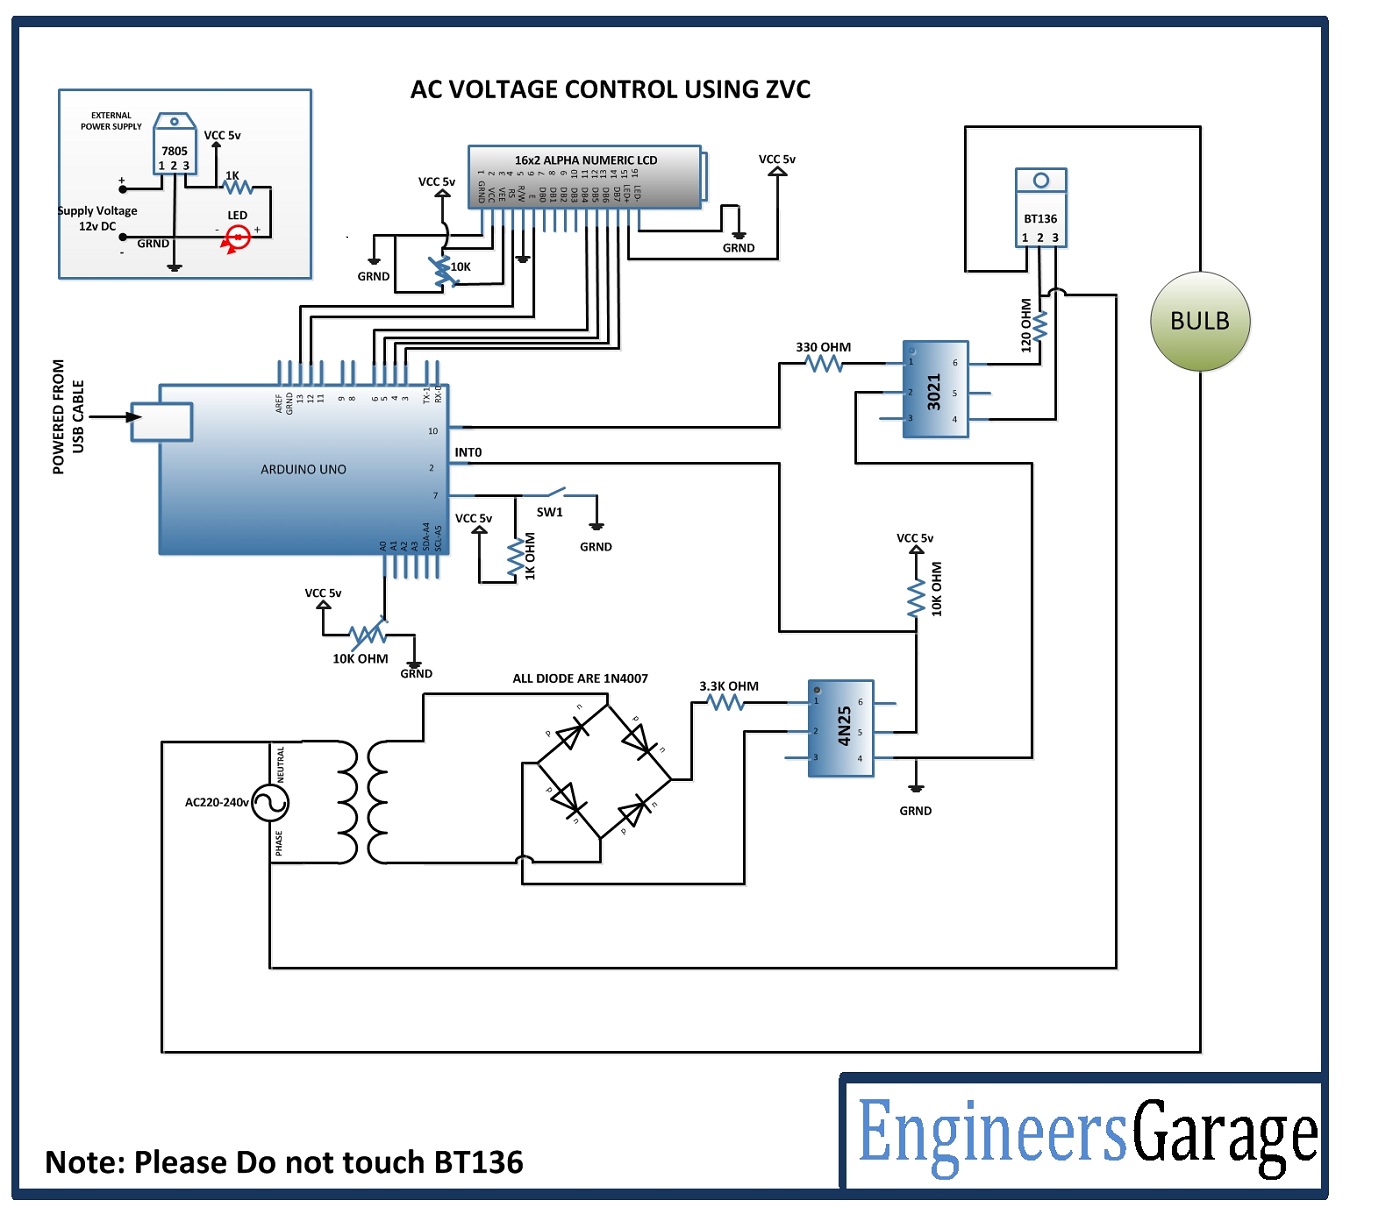 AC VOLTAGE CONTROL USING ZVC
EXTERNAL
POWER SUPPLY
7805
1 2 3
VCC 5v
1K
+
Supply Voltage
12v DC
-
GRND
LED
- +
16x2 ALPHA NUMERIC LCD
1 2 3 4 5 6 7 8 9 10 11 12 13 14 15 16
GRND VCC VEE RS R/W E DB0 DB1 DB2 DB3 DB4 DB5 DB6 DB7 LED+ LED-
VCC 5v
GRND
10K
GRND
VCC 5v
BT136
1 2 3
120 OHM
BULB
330 OHM
3021
1 2 3
6 5 4
POWERED FROM
USB CABLE
AREF GRND 13 12 11 9 8 6 5 4 3 TX-1 RX-0
ARDUINO UNO
10
2
7
INT0
A0 A1 A2 A3 SDA-A4 SCL-A5
VCC 5v
1K OHM
SW1
GRND
VCC 5v
10K OHM
GRND
VCC 5v
10K OHM
ALL DIODE ARE 1N4007
p n
p n
p n
p n
3.3K OHM
4N25
1 2 3
6 5 4
GRND
AC220-240v
NEUTRAL
PHASE
Note: Please Do not touch BT136
EngineersGarage